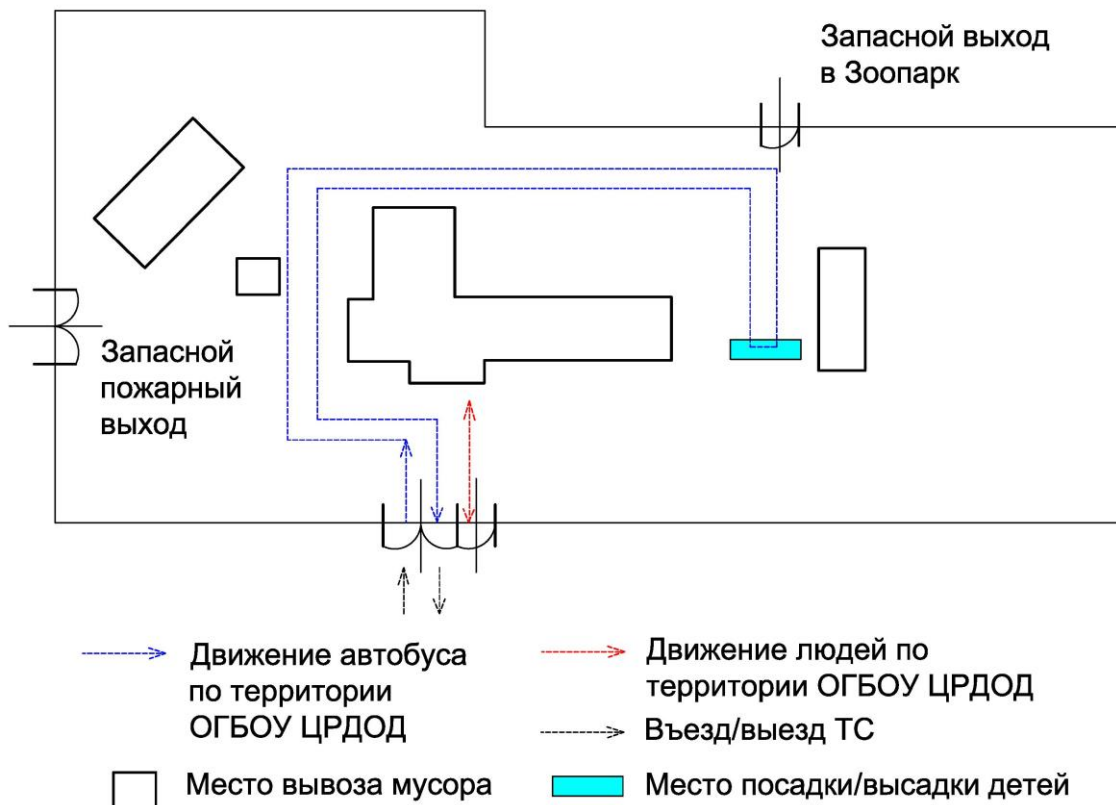 Запасной выход
в Зоопарк
Запасной
пожарный
выход
Движение автобуса
по территории
ОГБОУ ЦРДОД
Движение людей по
территории ОГБОУ ЦРДОД
Въезд/выезд ТС
Место вывоза мусора
Место посадки/высадки детей